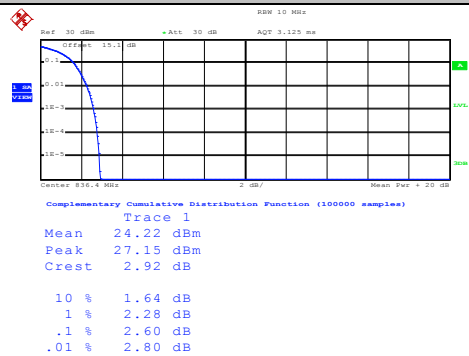 RBW 10 MHz
Ref 30 dBm Att 30 dB AQT 3.125 ms
Offset 15.1 dB
0.1
A
0.01
1 SA
VIEW
1E-3
LVL
1E-4
1E-5
3DB
Center 836.4 MHz 2 dB/ Mean Pwr + 20 dB
Complementary Cumulative Distribution Function (100000 samples)
Trace 1
Mean 24.22 dBm
Peak 27.15 dBm
Crest 2.92 dB
10 % 1.64 dB
1 % 2.28 dB
.1 % 2.60 dB
.01 % 2.80 dB